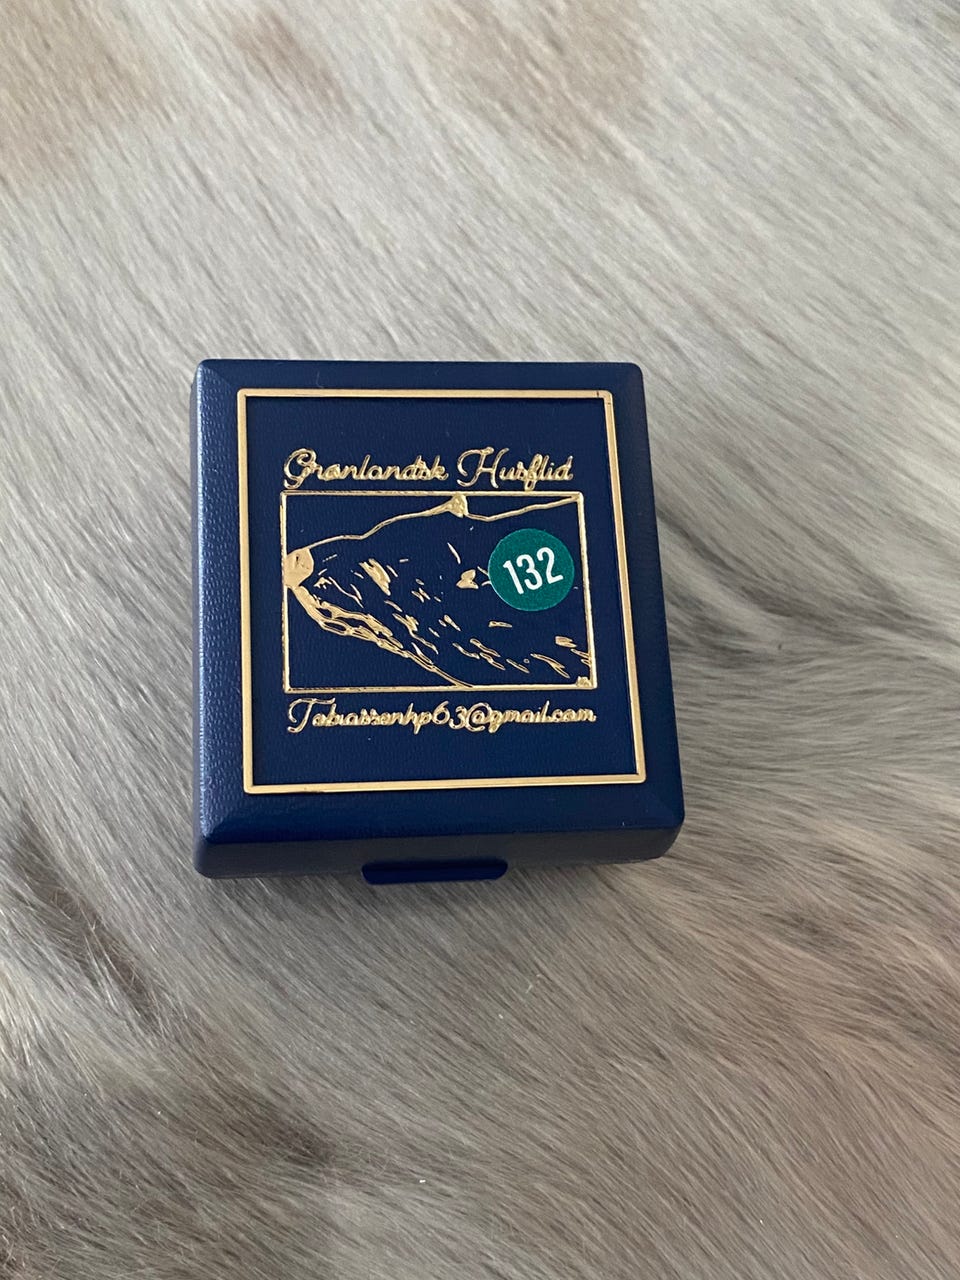 Grønlandsk Husflid
132
Tobiassenhp63@gmail.com